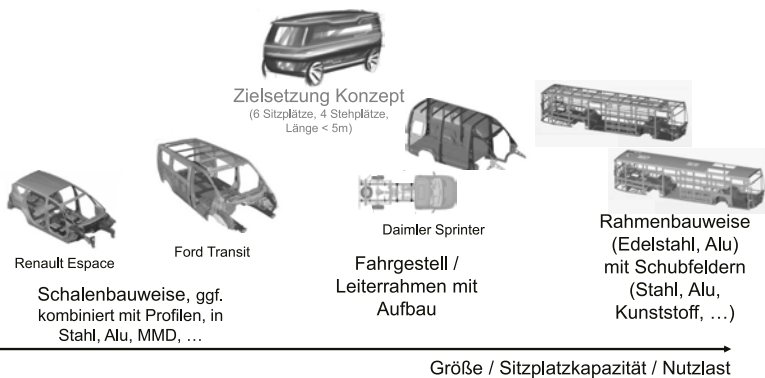 Zielsetzung Konzept
(6 Sitzplätze, 4 Stehplätze,
Länge < 5m)
Renault Espace
Ford Transit
Daimler Sprinter
Schalenbauweise, ggf.
kombiniert mit Profilen, in
Stahl, Alu, MMD, …
Fahrgestell /
Leiterrahmen mit
Aufbau
Rahmenbauweise
(Edelstahl, Alu)
mit Schubfeldern
(Stahl, Alu,
Kunststoff, …)
Größe / Sitzplatzkapazität / Nutzlast